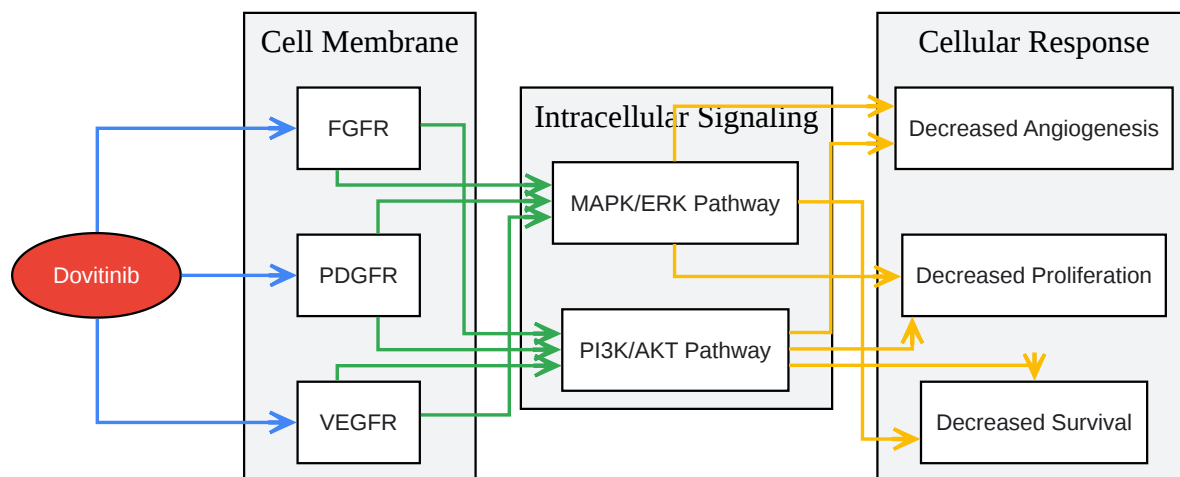 Cell Membrane
Cellular Response
Intracellular Signaling
FGFR
Decreased Angiogenesis
MAPK/ERK Pathway
Dovitinib
PDGFR
Decreased Proliferation
PI3K/AKT Pathway
VEGFR
Decreased Survival